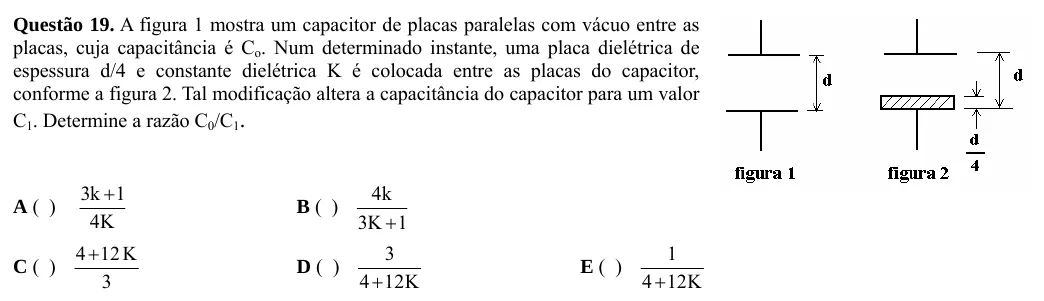 Questão 19. A figura 1 mostra um capacitor de placas paralelas com vácuo entre as
placas, cuja capacitância é Cₒ. Num determinado instante, uma placa dielétrica de
espessura d/4 e constante dielétrica K é colocada entre as placas do capacitor,
conforme a figura 2. Tal modificação altera a capacitância do capacitor para um valor
C₁. Determine a razão C₀/C₁.
d
d
d
4
figura 1
figura 2
A ( ) (3k+1)/(4K)
B ( ) (4k)/(3K+1)
C ( ) (4+12K)/3
D ( ) 3/(4+12K)
E ( ) 1/(4+12K)